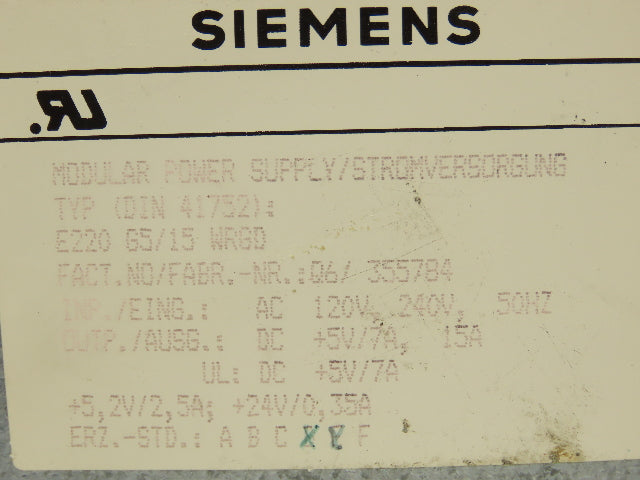 SIEMENS
MODULAR POWER SUPPLY/STROMVERSORGUNG
TYP (DIN 41752):
E220 G5/15 WRGD
FACT.NO/FABR.-NR.:Q6/ 355784
INP./EING.: AC 120V, 240V, 50HZ
OUTP./AUSG.: DC +5V/7A, 15A
UL: DC +5V/7A
+5,2V/2,5A; +24V/0,35A
ERZ.-STD.: A B C F